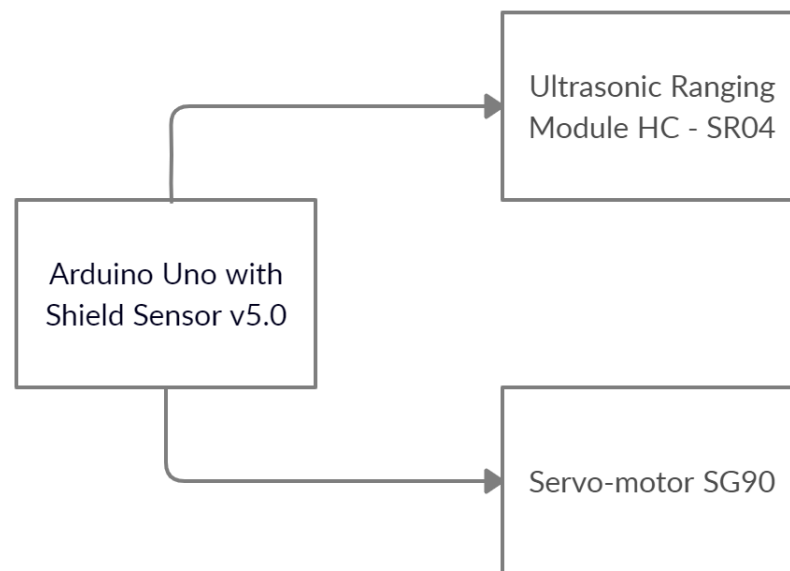 Ultrasonic Ranging
Module HC - SR04
Arduino Uno with
Shield Sensor v5.0
Servo-motor SG90